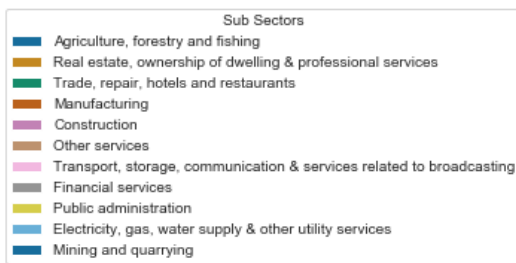 Sub Sectors
Agriculture, forestry and fishing
Real estate, ownership of dwelling & professional services
Trade, repair, hotels and restaurants
Manufacturing
Construction
Other services
Transport, storage, communication & services related to broadcasting
Financial services
Public administration
Electricity, gas, water supply & other utility services
Mining and quarrying